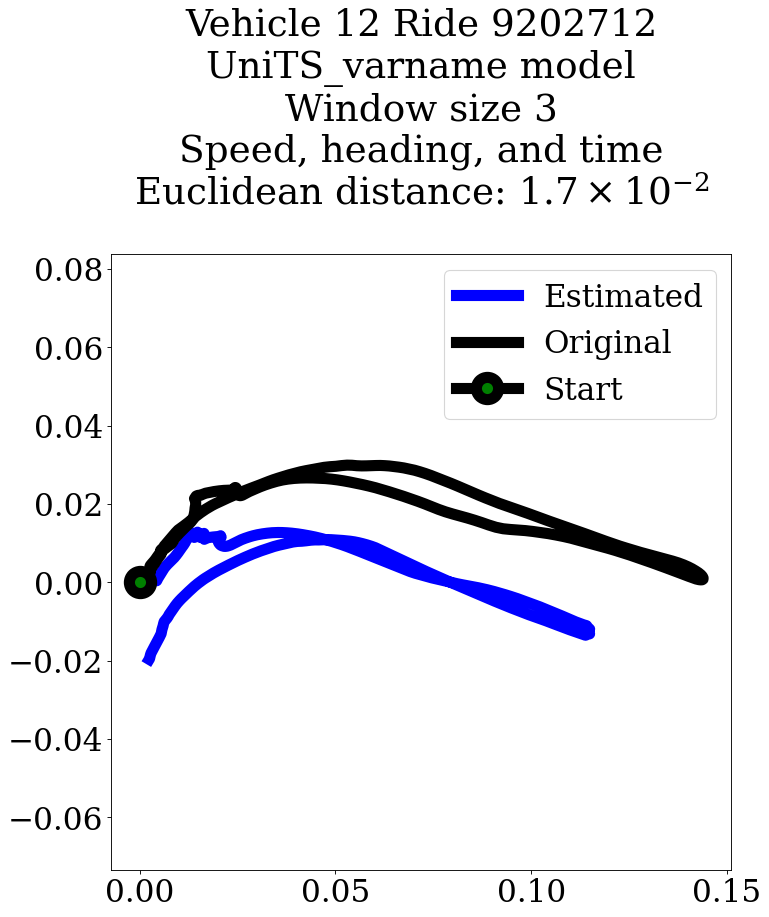 Vehicle 12 Ride 9202712
UniTS_varname model
Window size 3
Speed, heading, and time
Euclidean distance: 1.7 × 10⁻²
Estimated
Original
Start
0.08
0.06
0.04
0.02
0.00
−0.02
−0.04
−0.06
0.00 0.05 0.10 0.15